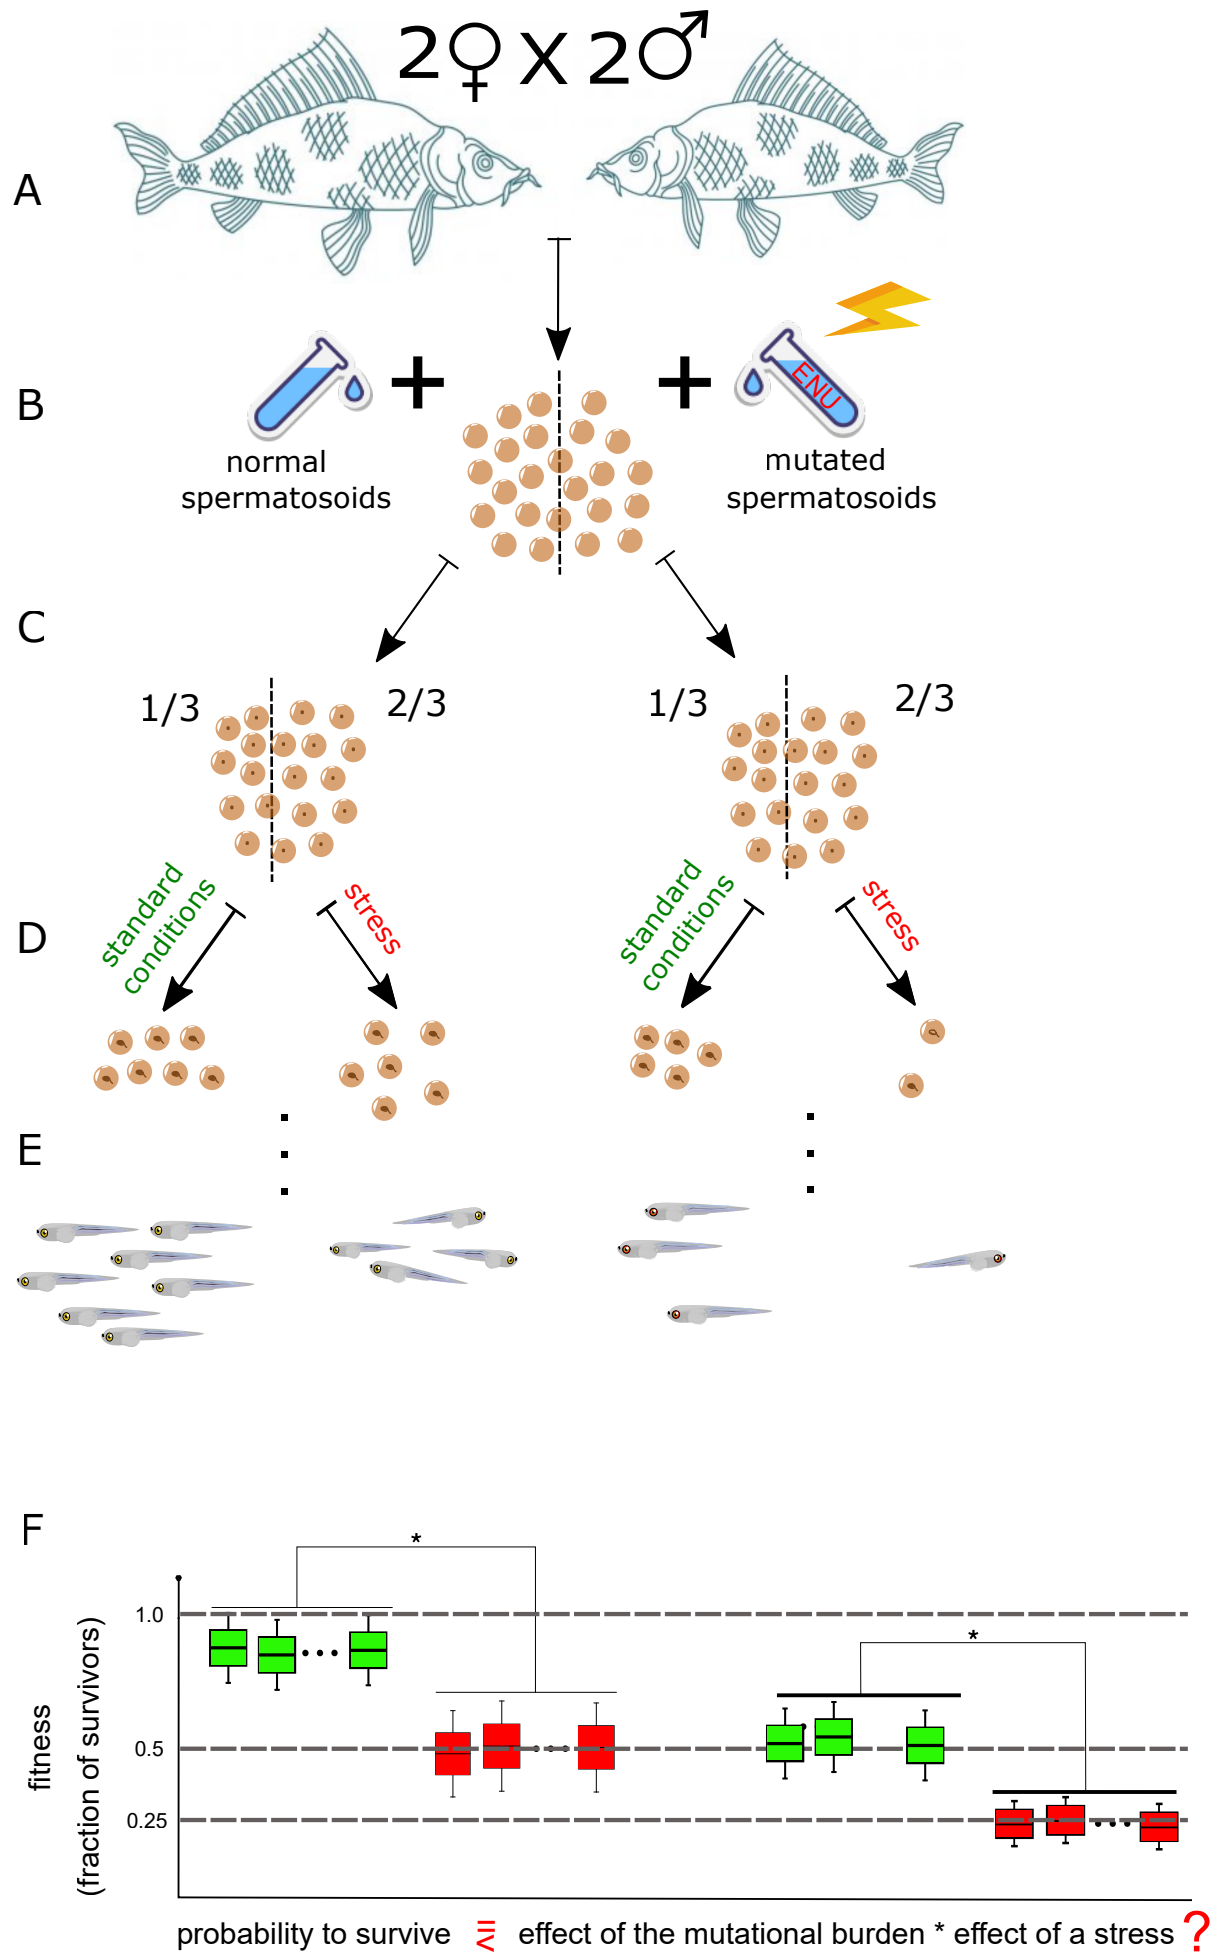 2♀ X 2♂
A
B
+
+
ENU
normal
spermatosoids
mutated
spermatosoids
C
1/3
2/3
1/3
2/3
standard
conditions
stress
standard
conditions
stress
D
E
F
*
*
1.0
0.5
0.25
fitness
(fraction of survivors)
probability to survive effect of the mutational burden * effect of a stress ?